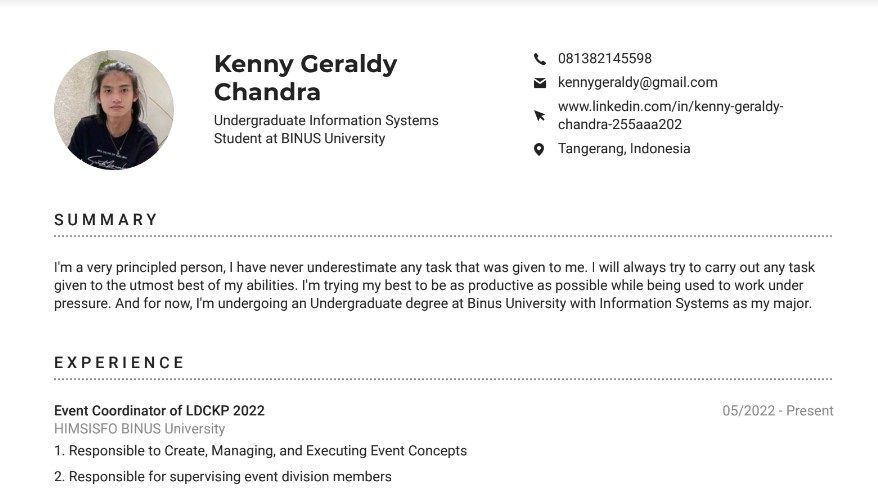 Kenny Geraldy
Chandra
Undergraduate Information Systems
Student at BINUS University
081382145598
kennygeraldy@gmail.com
www.linkedin.com/in/kenny-geraldy-
chandra-255aaa202
Tangerang, Indonesia
SUMMARY
I'm a very principled person, I have never underestimate any task that was given to me. I will always try to carry out any task
given to the utmost best of my abilities. I'm trying my best to be as productive as possible while being used to work under
pressure. And for now, I'm undergoing an Undergraduate degree at Binus University with Information Systems as my major.
EXPERIENCE
Event Coordinator of LDCKP 2022
05/2022 - Present
HIMSISFO BINUS University
1. Responsible to Create, Managing, and Executing Event Concepts
2. Responsible for supervising event division members